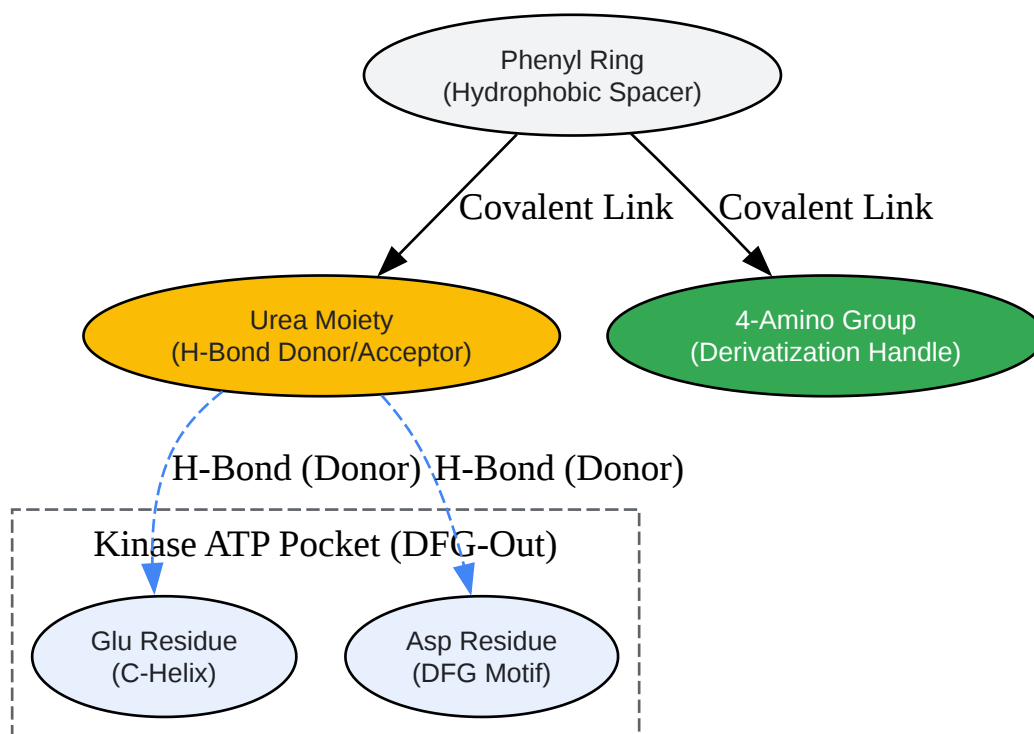 Phenyl Ring
(Hydrophobic Spacer)
Covalent Link
Covalent Link
Urea Moiety
(H-Bond Donor/Acceptor)
4-Amino Group
(Derivatization Handle)
H-Bond (Donor)
H-Bond (Donor)
Kinase ATP Pocket (DFG-Out)
Glu Residue
(C-Helix)
Asp Residue
(DFG Motif)